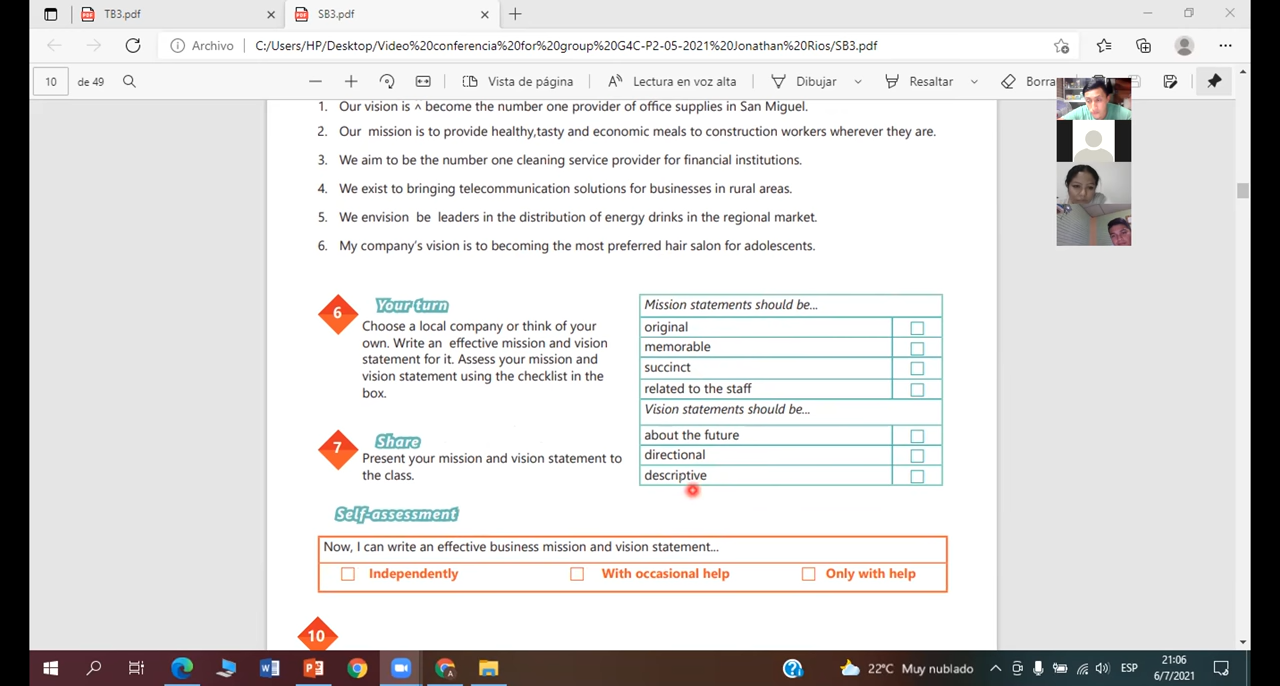 TB3.pdf
SB3.pdf
Archivo
C:/Users/HP/Desktop/Video%20conferencia%20for%20group%20G4C-P2-05-2021%20Jonathan%20Rios/SB3.pdf
10 de 49
Vista de página
Lectura en voz alta
Dibujar
Resaltar
Borra
1. Our vision is ^ become the number one provider of office supplies in San Miguel.
2. Our mission is to provide healthy,tasty and economic meals to construction workers wherever they are.
3. We aim to be the number one cleaning service provider for financial institutions.
4. We exist to bringing telecommunication solutions for businesses in rural areas.
5. We envision be leaders in the distribution of energy drinks in the regional market.
6. My company's vision is to becoming the most preferred hair salon for adolescents.
6 Your turn
Choose a local company or think of your
own. Write an effective mission and vision
statement for it. Assess your mission and
vision statement using the checklist in the
box.
7 Share
Present your mission and vision statement to
the class.
Mission statements should be...
original
memorable
succinct
related to the staff
Vision statements should be...
about the future
directional
descriptive
Self-assessment
Now, I can write an effective business mission and vision statement...
Independently
With occasional help
Only with help
10
22°C Muy nublado
ESP
21:06
6/7/2021